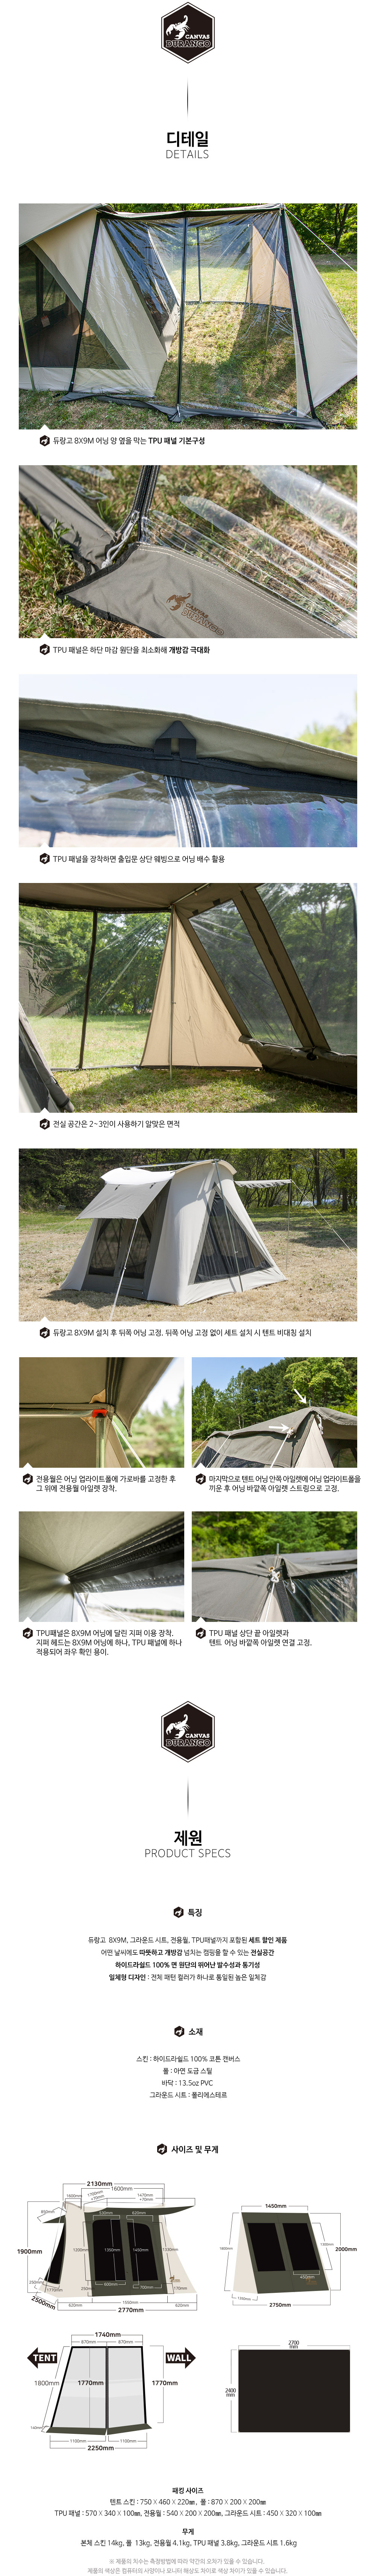 CANVAS
DURANGO
디테일
DETAILS
듀랑고 8X9M 어닝 양 옆을 막는 TPU 패널 기본구성
CANVAS
DURANGO
TPU 패널은 하단 마감 원단을 최소화해 개방감 극대화
TPU 패널을 장착하면 출입문 상단 웨빙으로 어닝 배수 활용
전실 공간은 2~3인이 사용하기 알맞은 면적
듀랑고 8X9M 설치 후 뒤쪽 어닝 고정. 뒤쪽 어닝 고정 없이 세트 설치 시 텐트 비대칭 설치
전용월은 어닝 업라이트폴에 가로바를 고정한 후
그 위에 전용월 아일렛 장착.
마지막으로 텐트 어닝 안쪽 아일렛에 어닝 업라이트폴을
끼운 후 어닝 바깥쪽 아일렛 스트링으로 고정.
TPU패널은 8X9M 어닝에 달린 지퍼 이용 장착.
지퍼 헤드는 8X9M 어닝에 하나, TPU 패널에 하나
적용되어 좌우 확인 용이.
TPU 패널 상단 끝 아일렛과
텐트 어닝 바깥쪽 아일렛 연결 고정.
CANVAS
DURANGO
제원
PRODUCT SPECS
특징
듀랑고 8X9M, 그라운드 시트, 전용월, TPU패널까지 포함된 세트 할인 제품
어떤 날씨에도 따뜻하고 개방감 넘치는 캠핑을 할 수 있는 전실공간
하이드라쉴드 100% 면 원단의 뛰어난 발수성과 통기성
일체형 디자인 : 전체 패턴 컬러가 하나로 통일된 높은 일체감
소재
스킨 : 하이드라쉴드 100% 코튼 캔버스
폴 : 아연 도금 스틸
바닥 : 13.5oz PVC
그라운드 시트 : 폴리에스테르
사이즈 및 무게
2130mm
1600mm
1900mm
2500mm
2770mm
1450mm
2000mm
2750mm
1740mm
870mm 870mm
TENT
WALL
1800mm
1770mm
1770mm
140mm
1100mm 1100mm
2250mm
2700
mm
2400
mm
패킹 사이즈
텐트 스킨 : 750 X 460 X 220㎜, 폴 : 870 X 200 X 200㎜
TPU 패널 : 570 X 340 X 100㎜, 전용월 : 540 X 200 X 200㎜, 그라운드 시트 : 450 X 320 X 100㎜
무게
본체 스킨 14kg, 폴 13kg, 전용월 4.1kg, TPU 패널 3.8kg, 그라운드 시트 1.6kg
※ 제품의 치수는 측정방법에 따라 약간의 오차가 있을 수 있습니다.
제품의 색상은 컴퓨터의 사양이나 모니터 해상도 차이로 색상 차이가 있을 수 있습니다.